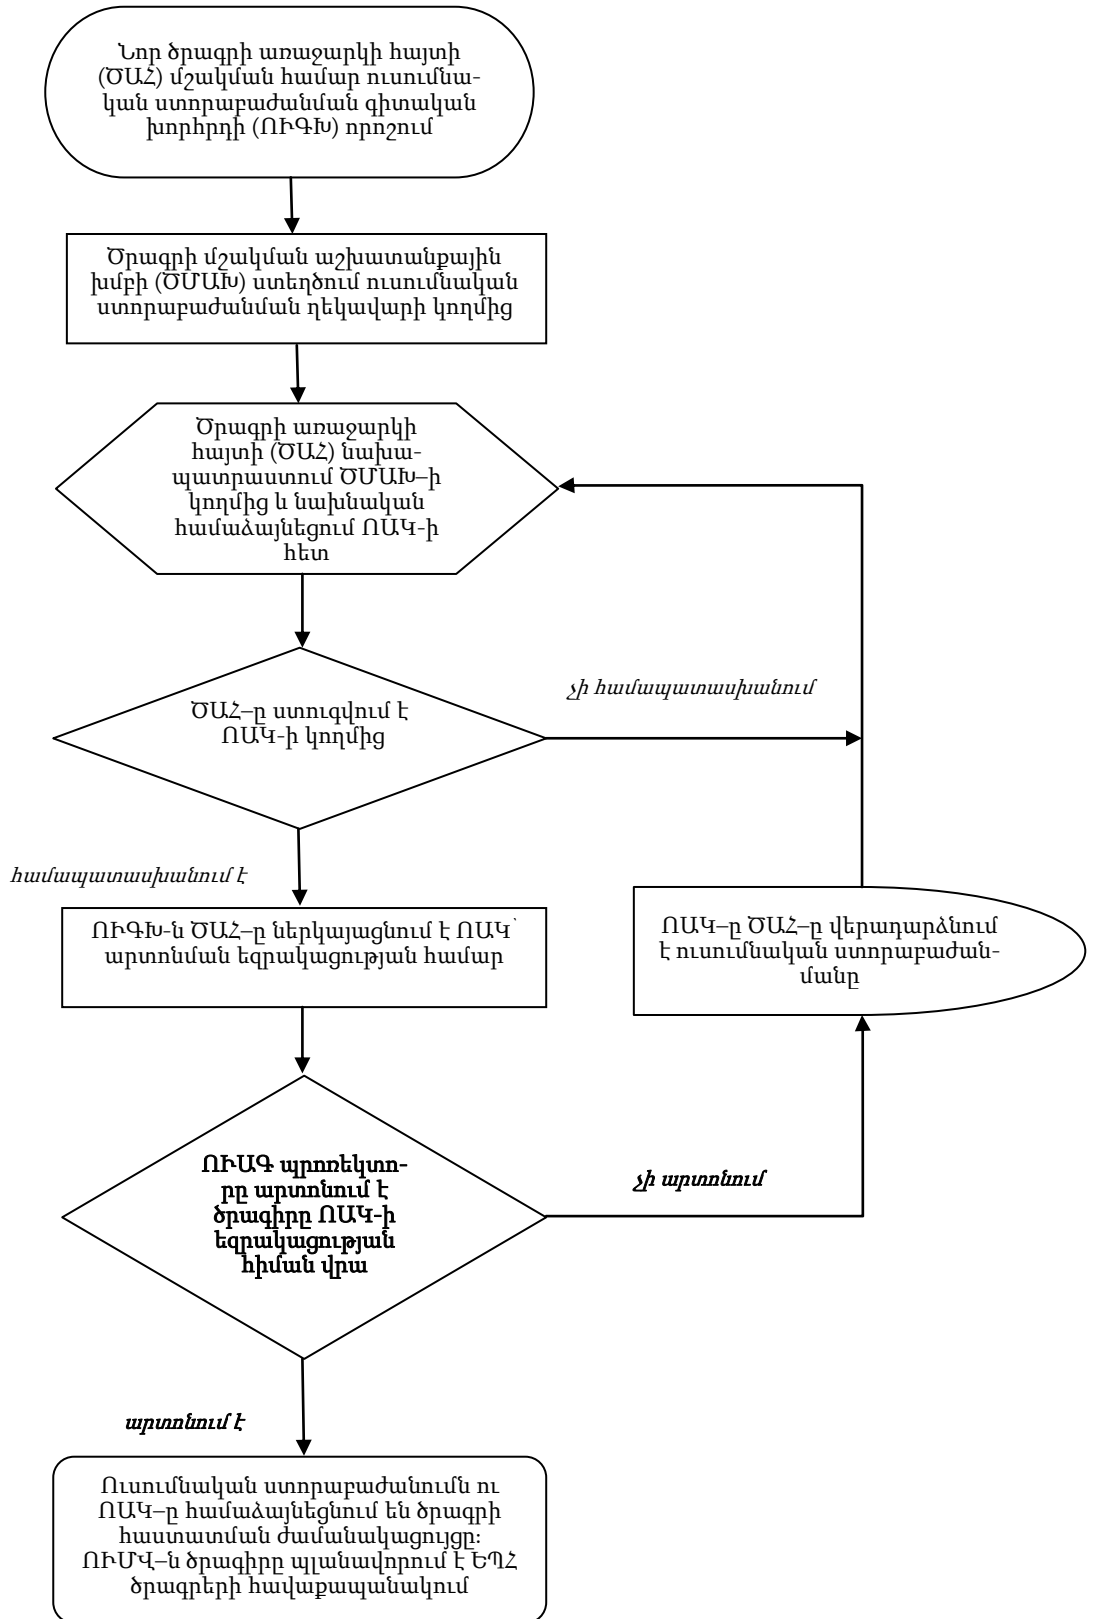 Նոր ծրագրի առաջարկի հայտի
(ԾԱՀ) մշակման համար ուսումնա-
կան ստորաբաժանման գիտական
խորհրդի (ՈՒԳԽ) որոշում
Ծրագրի մշակման աշխատանքային
խմբի (ԾՄԱԽ) ստեղծում ուսումնական
ստորաբաժանման ղեկավարի կողմից
Ծրագրի առաջարկի
հայտի (ԾԱՀ) նախա-
պատրաստում ԾՄԱԽ–ի
կողմից և նախնական
համաձայնեցում ՈԱԿ-ի
հետ
ԾԱՀ–ը ստուգվում է
ՈԱԿ-ի կողմից
չի համապատասխանում
համապատասխանում է
ՈՒԳԽ-ն ԾԱՀ–ը ներկայացնում է ՈԱԿ՝
արտոնման եզրակացության համար
ՈԱԿ–ը ԾԱՀ–ը վերադարձնում
է ուսումնական ստորաբաժան-
մանը
ՈՒԱԳ պրոռեկտո-
րը արտոնում է
ծրագիրը ՈԱԿ-ի
եզրակացության
հիման վրա
չի արտոնում
արտոնում է
Ուսումնական ստորաբաժանումն ու
ՈԱԿ–ը համաձայնեցնում են ծրագրի
հաստատման ժամանակացույցը։
ՈՒՄՎ–ն ծրագիրը պլանավորում է ԵՊՀ
ծրագրերի հավաքապանակում